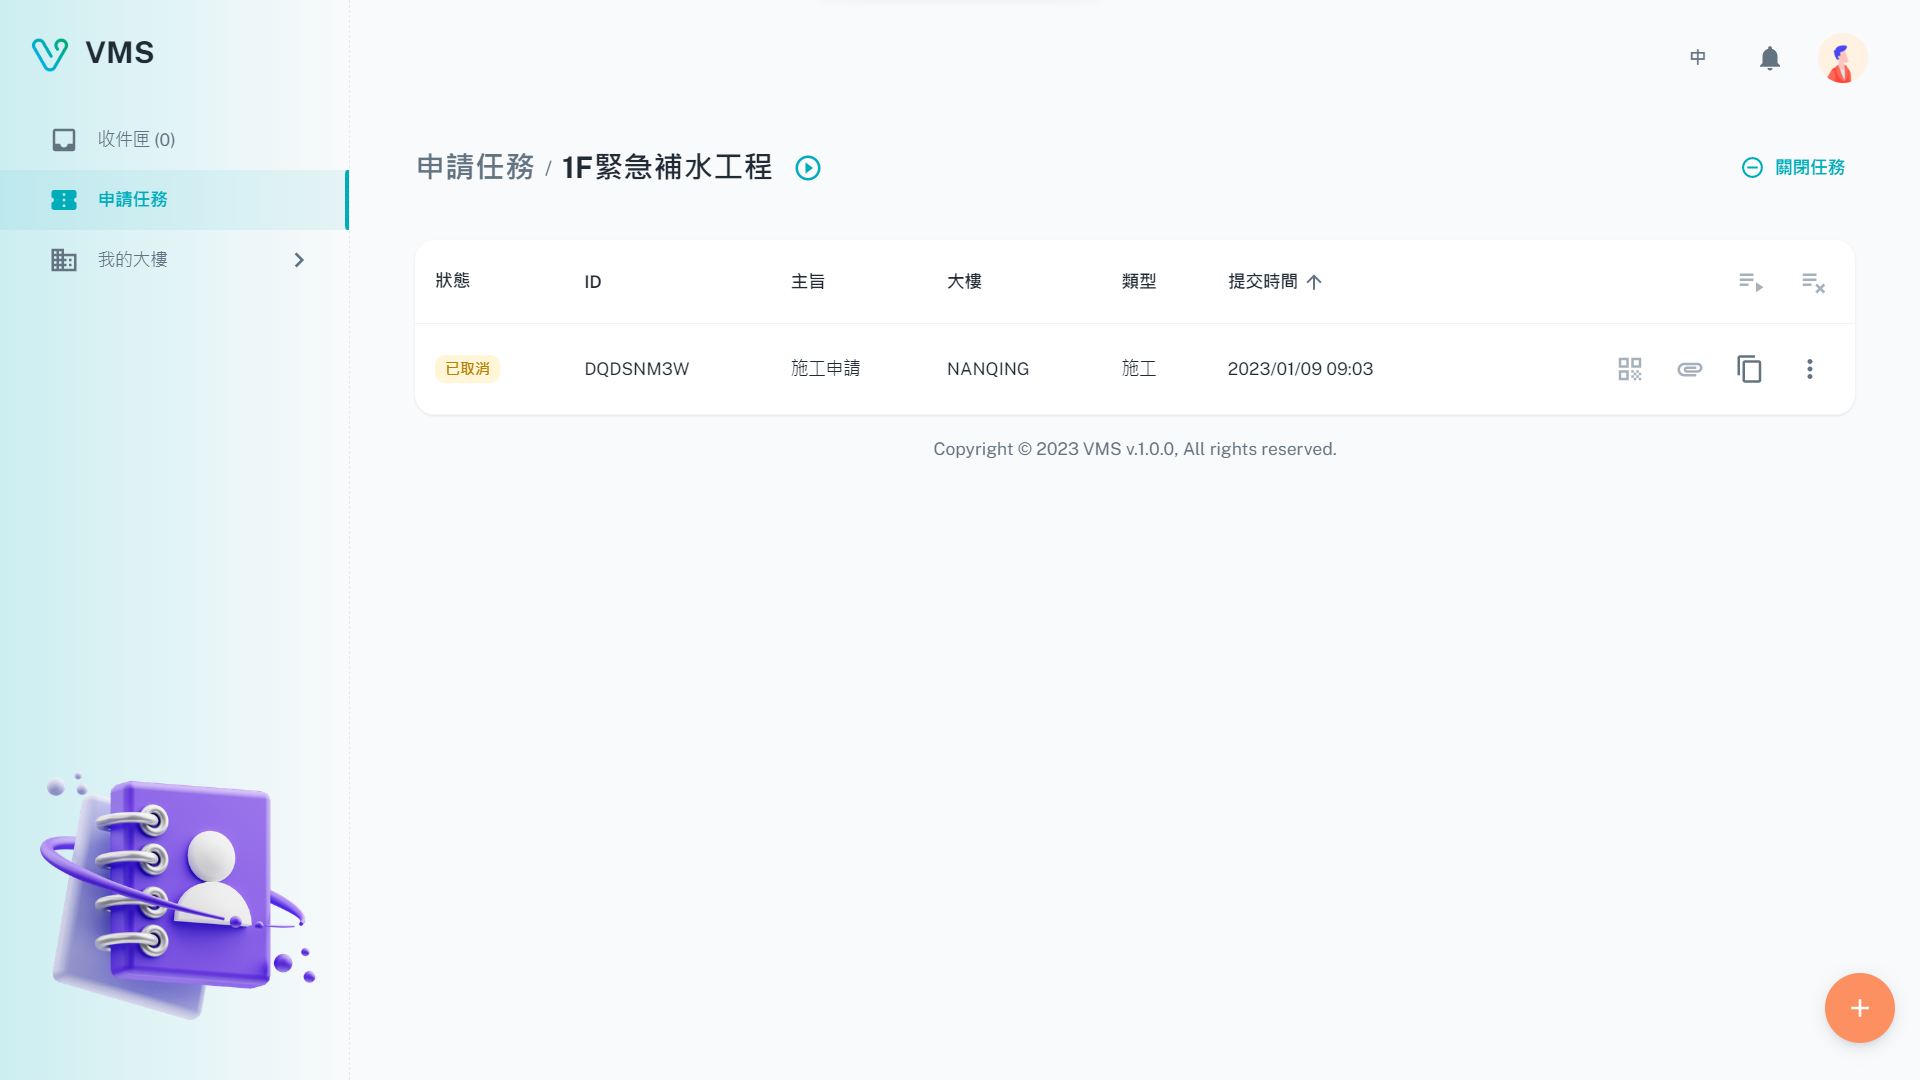 VMS
中
收件匣 (0)
申請任務
我的大樓
申請任務 / 1F緊急補水工程
關閉任務
狀態 ID 主旨 大樓 類型 提交時間
已取消 DQDSNM3W 施工申請 NANQING 施工 2023/01/09 09:03
Copyright © 2023 VMS v.1.0.0, All rights reserved.